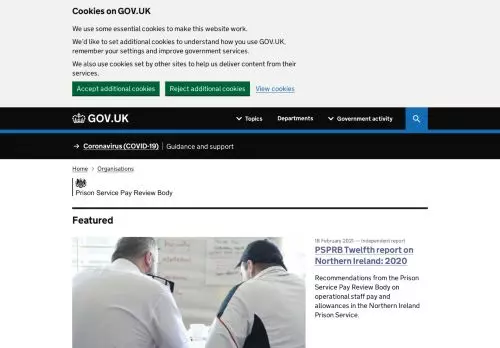 Cookies on GOV.UK
We use some essential cookies to make this website work.
We'd like to set additional cookies to understand how you use GOV.UK,
remember your settings and improve government services.
We also use cookies set by other sites to help us deliver content from their
services.
Accept additional cookies Reject additional cookies View cookies
GOV.UK Topics Departments Government activity
→ Coronavirus (COVID-19) Guidance and support
Home > Organisations
Prison Service Pay Review Body
Featured
18 February 2021 — Independent report
PSPRB Twelfth report on
Northern Ireland: 2020
Recommendations from the Prison
Service Pay Review Body on
operational staff pay and
allowances in the Northern Ireland
Prison Service.